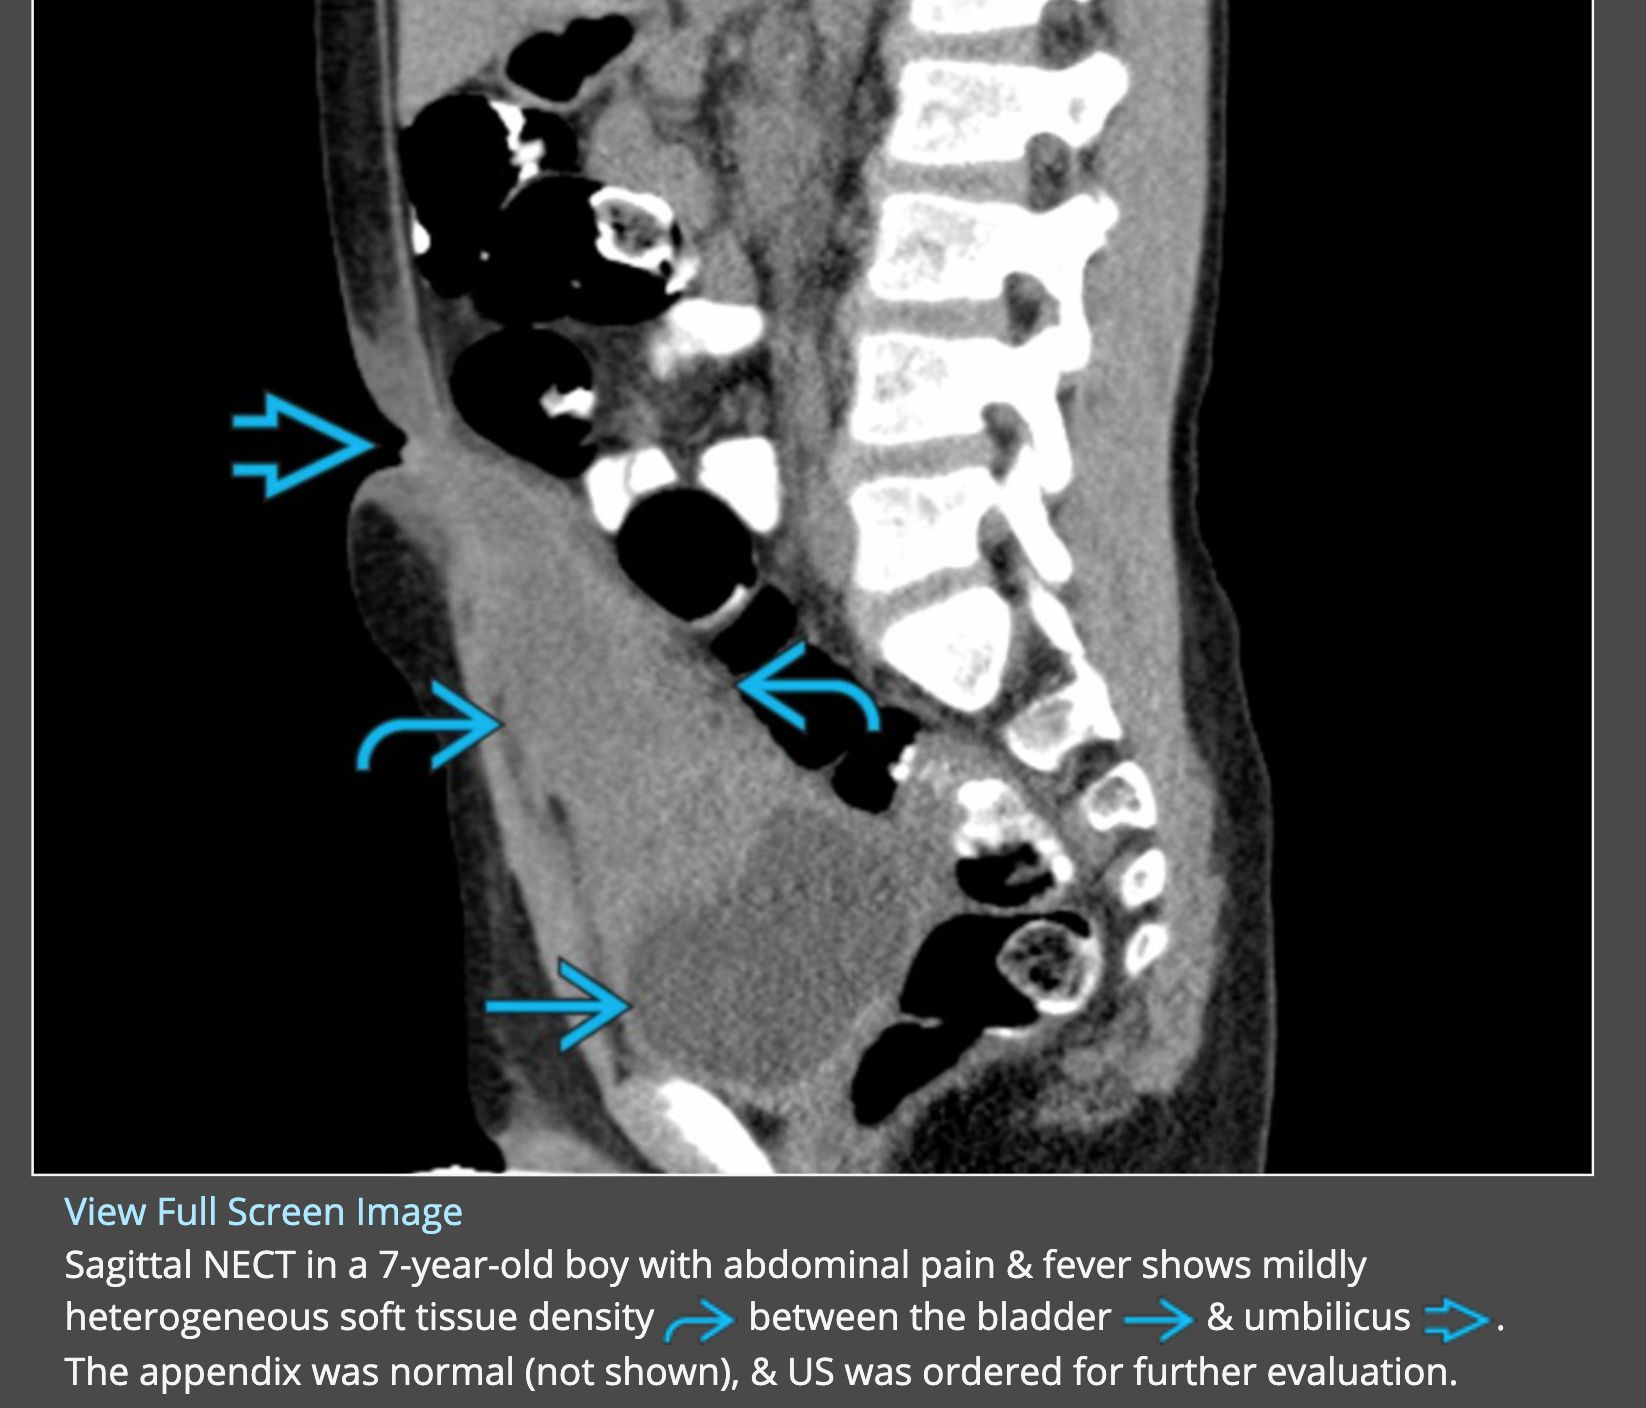 View Full Screen Image
Sagittal NECT in a 7-year-old boy with abdominal pain & fever shows mildly
heterogeneous soft tissue density between the bladder & umbilicus .
The appendix was normal (not shown), & US was ordered for further evaluation.